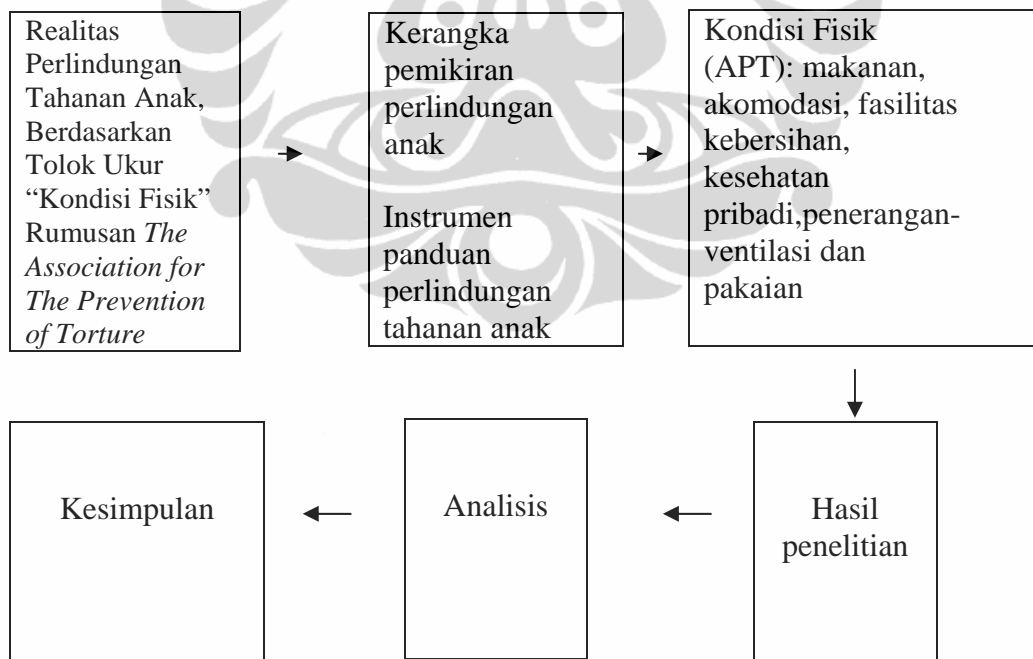 Realitas
Perlindungan
Tahanan Anak,
Berdasarkan
Tolok Ukur
“Kondisi Fisik”
Rumusan The
Association for
The Prevention
of Torture
Kerangka
pemikiran
perlindungan
anak
Instrumen
panduan
perlindungan
tahanan anak
Kondisi Fisik
(APT): makanan,
akomodasi, fasilitas
kebersihan,
kesehatan
pribadi,penerangan-
ventilasi dan
pakaian
Hasil
penelitian
Analisis
Kesimpulan